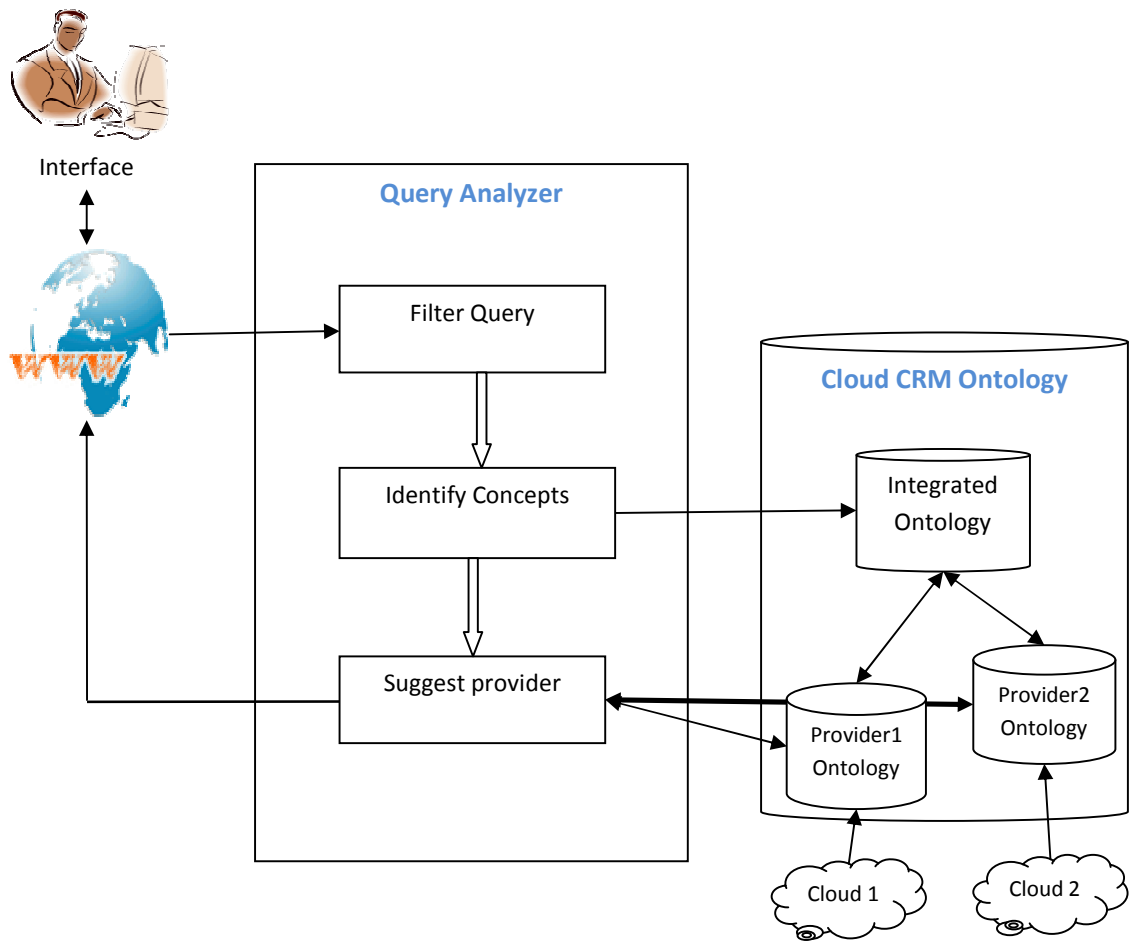 Interface
Query Analyzer
Filter Query
WWW
Cloud CRM Ontology
Identify Concepts
Integrated
Ontology
Suggest provider
Provider1
Ontology
Provider2
Ontology
Cloud 1
Cloud 2